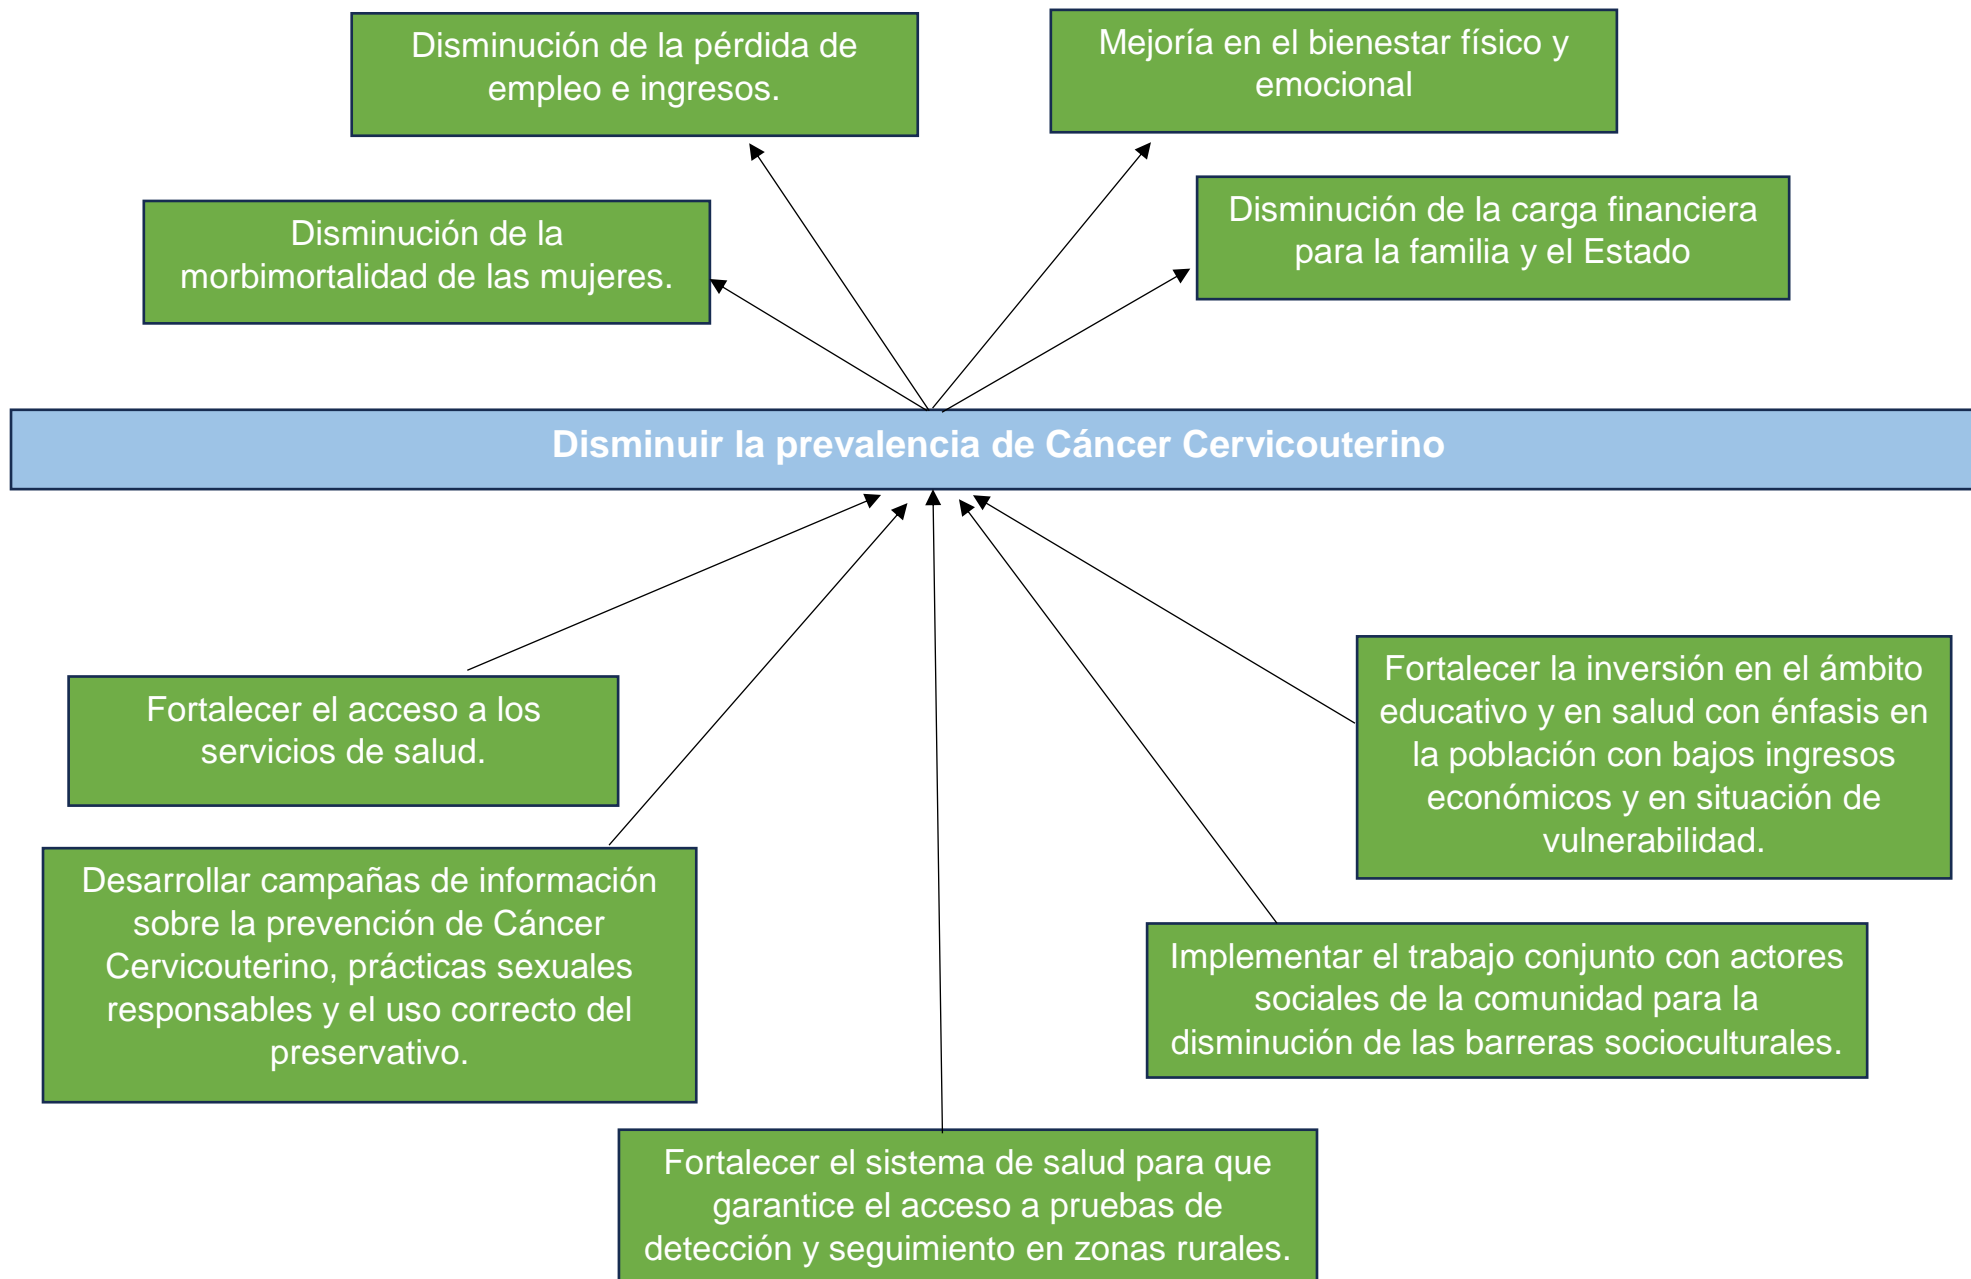 Disminución de la pérdida de
empleo e ingresos.
Mejoría en el bienestar físico y
emocional
Disminución de la
morbimortalidad de las mujeres.
Disminución de la carga financiera
para la familia y el Estado
Disminuir la prevalencia de Cáncer Cervicouterino
Fortalecer el acceso a los
servicios de salud.
Fortalecer la inversión en el ámbito
educativo y en salud con énfasis en
la población con bajos ingresos
económicos y en situación de
vulnerabilidad.
Desarrollar campañas de información
sobre la prevención de Cáncer
Cervicouterino, prácticas sexuales
responsables y el uso correcto del
preservativo.
Implementar el trabajo conjunto con actores
sociales de la comunidad para la
disminución de las barreras socioculturales.
Fortalecer el sistema de salud para que
garantice el acceso a pruebas de
detección y seguimiento en zonas rurales.